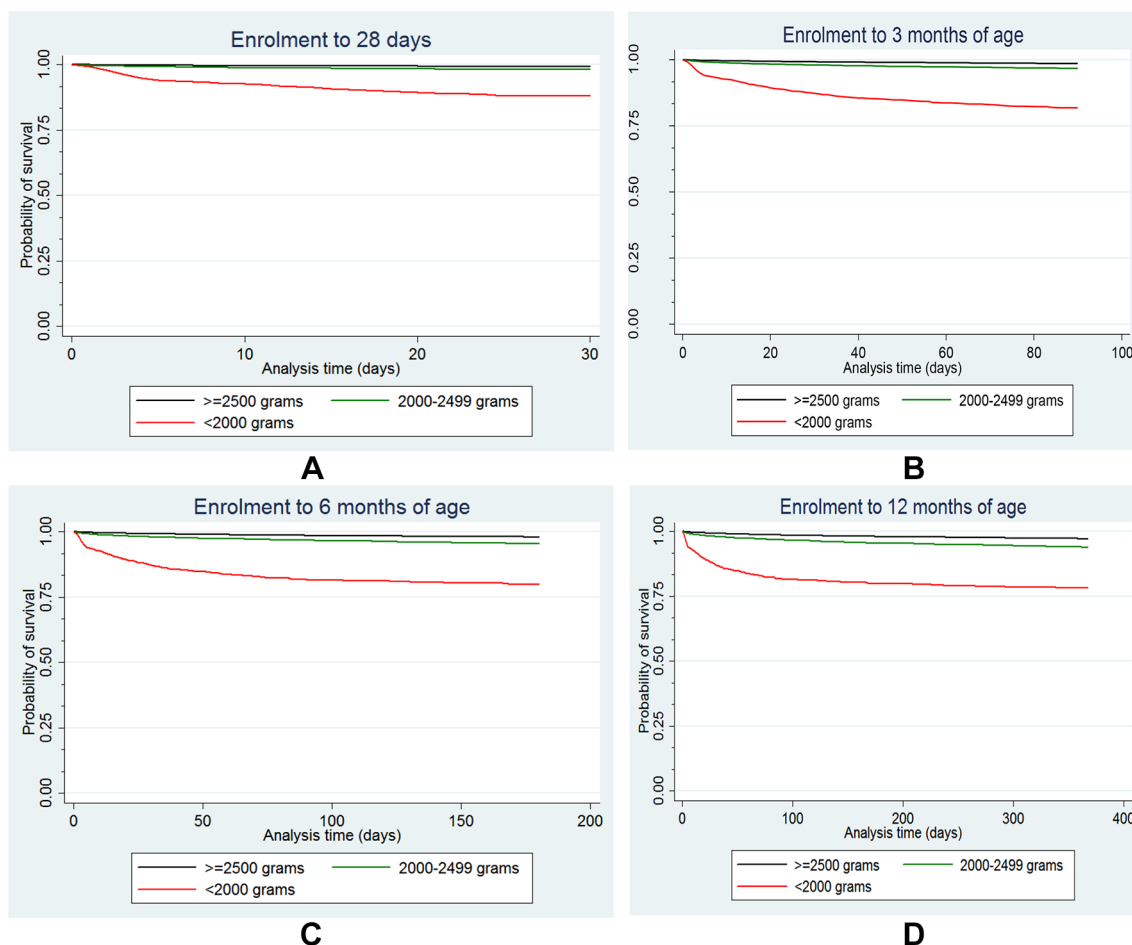 Enrolment to 28 days
Probability of survival
1.00
0.75
0.50
0.25
0.00
0 10 20 30
Analysis time (days)
>=2500 grams 2000-2499 grams
<2000 grams
A
Enrolment to 3 months of age
1.00
0.75
0.50
0.25
0.00
0 20 40 60 80 100
Analysis time (days)
>=2500 grams 2000-2499 grams
<2000 grams
B
Enrolment to 6 months of age
Probability of survival
1.00
0.75
0.50
0.25
0.00
0 50 100 150 200
Analysis time (days)
>=2500 grams 2000-2499 grams
<2000 grams
C
Enrolment to 12 months of age
Probability of survival
1.00
0.75
0.50
0.25
0.00
0 100 200 300 400
Analysis time (days)
>=2500 grams 2000-2499 grams
<2000 grams
D